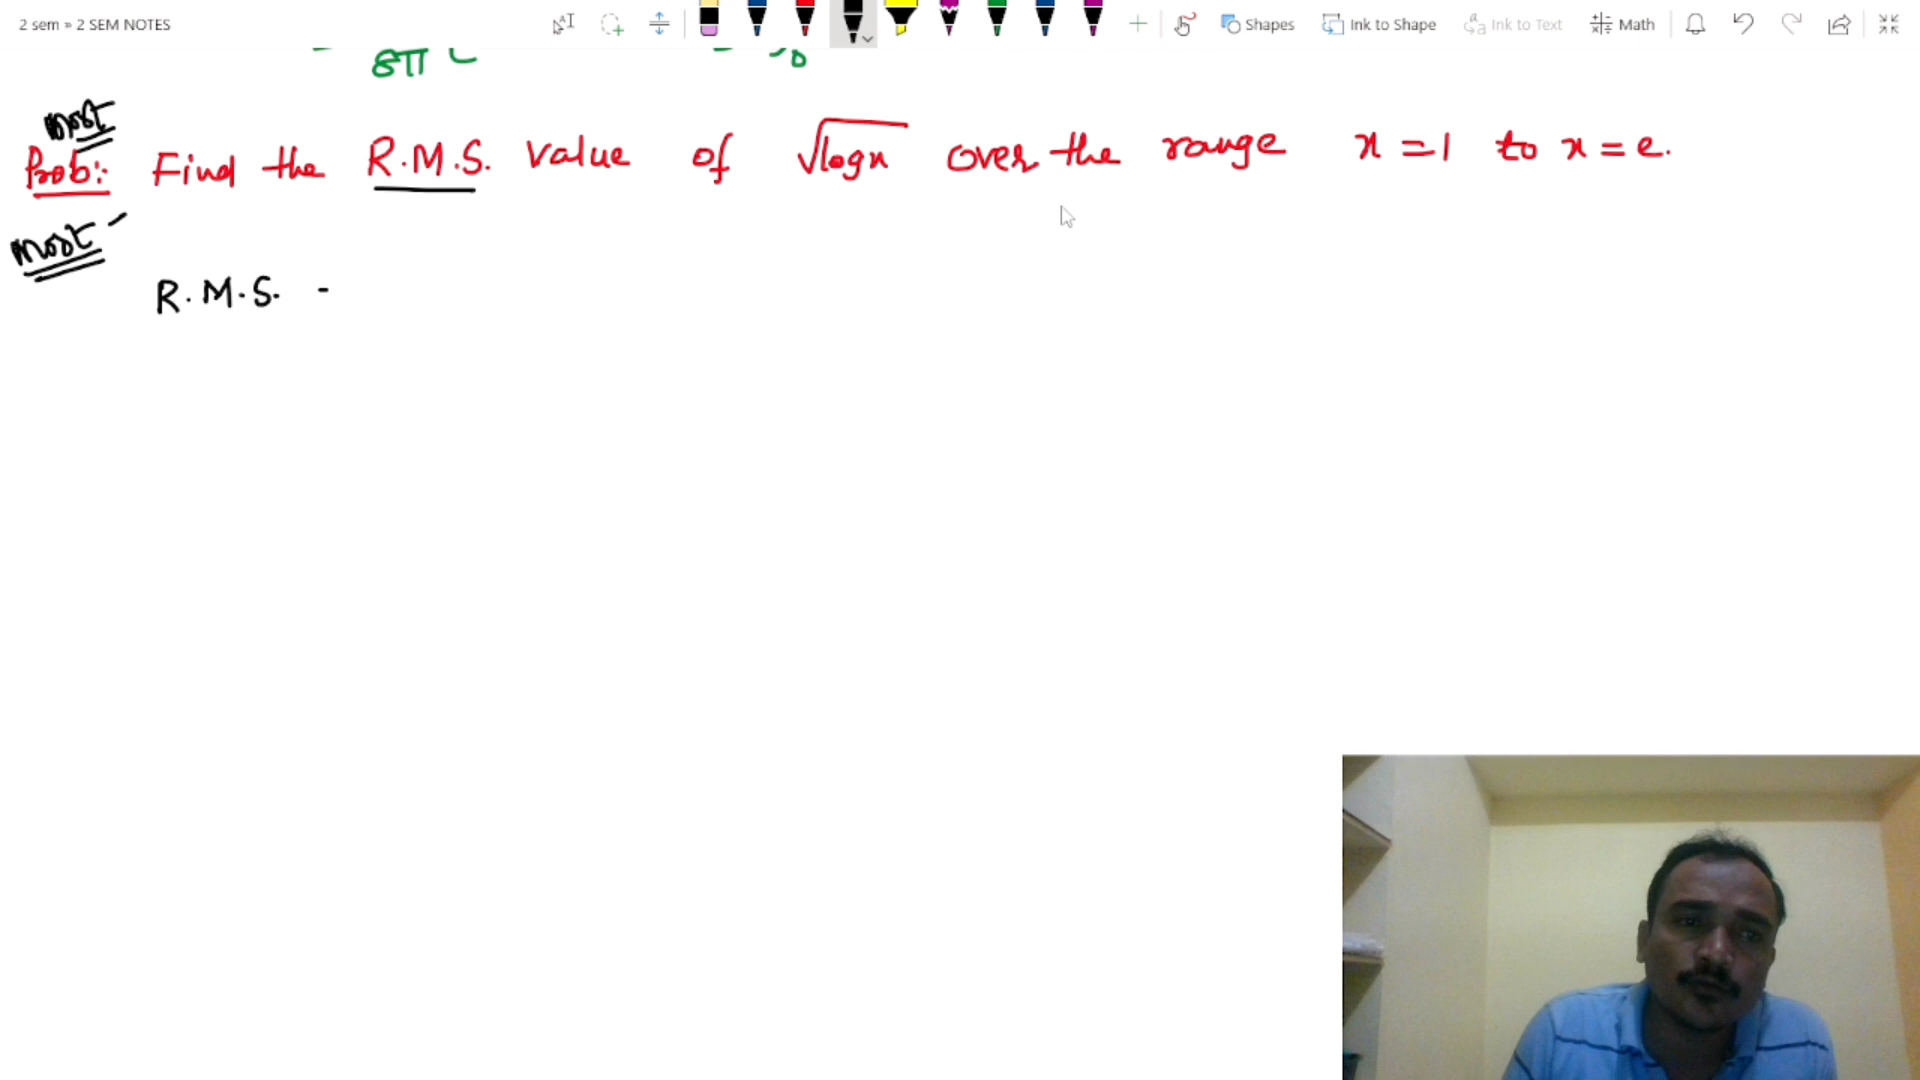 2 sem » 2 SEM NOTES
Shapes Ink to Shape Ink to Text Math
8π
most
Prob: Find the R.M.S. value of √logx over the range x = 1 to x = e.
most
R.M.S. -